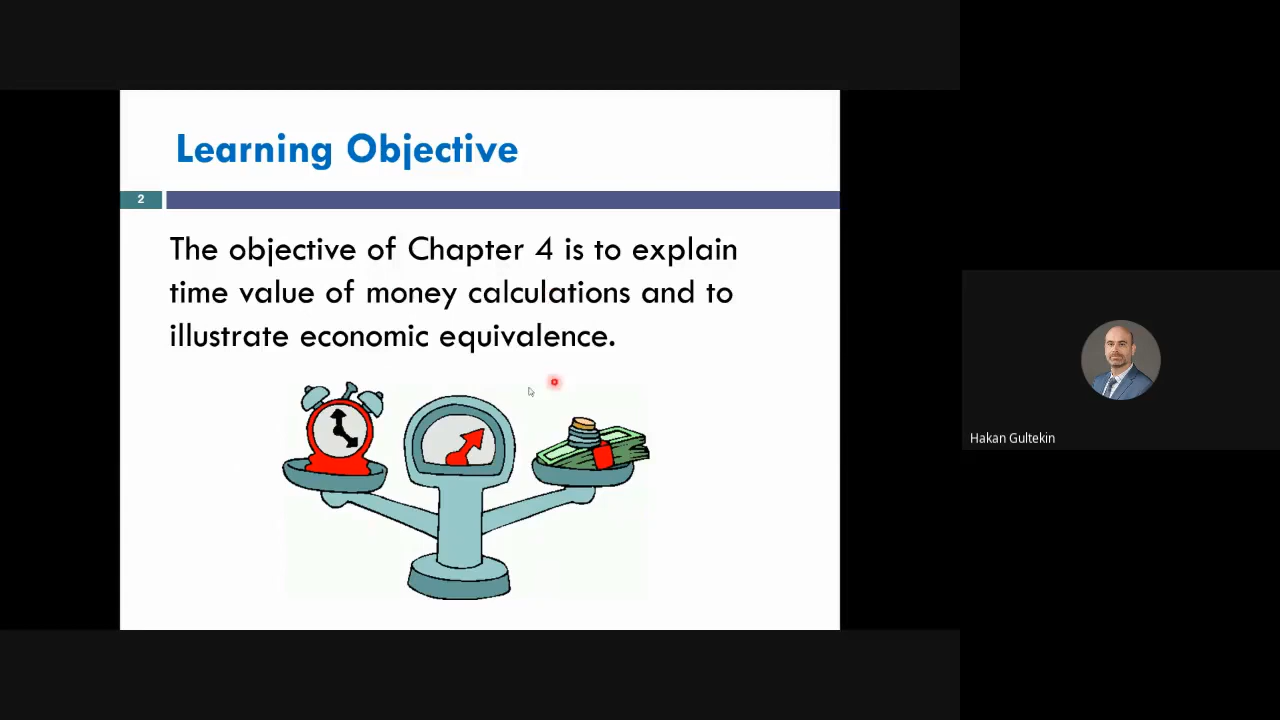 Learning Objective
2
The objective of Chapter 4 is to explain
time value of money calculations and to
illustrate economic equivalence.
Hakan Gultekin